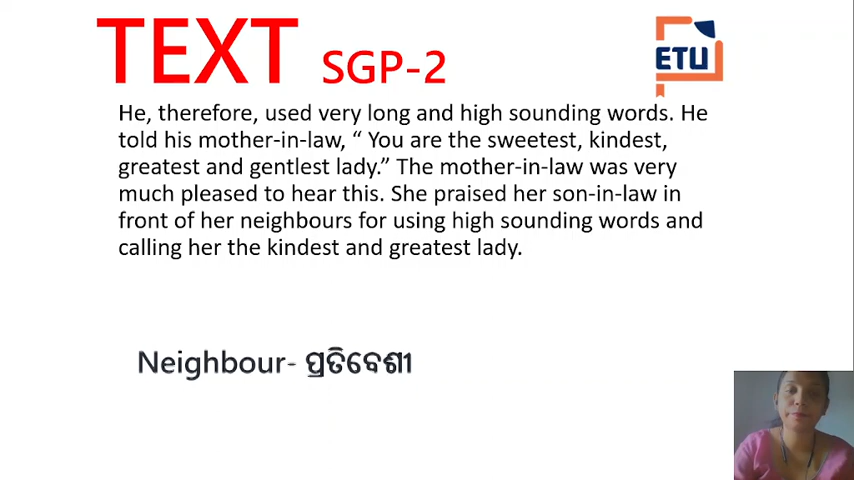 TEXT SGP-2
ETU
He, therefore, used very long and high sounding words. He
told his mother-in-law, “ You are the sweetest, kindest,
greatest and gentlest lady.” The mother-in-law was very
much pleased to hear this. She praised her son-in-law in
front of her neighbours for using high sounding words and
calling her the kindest and greatest lady.
Neighbour- ପ୍ରତିବେଶୀ